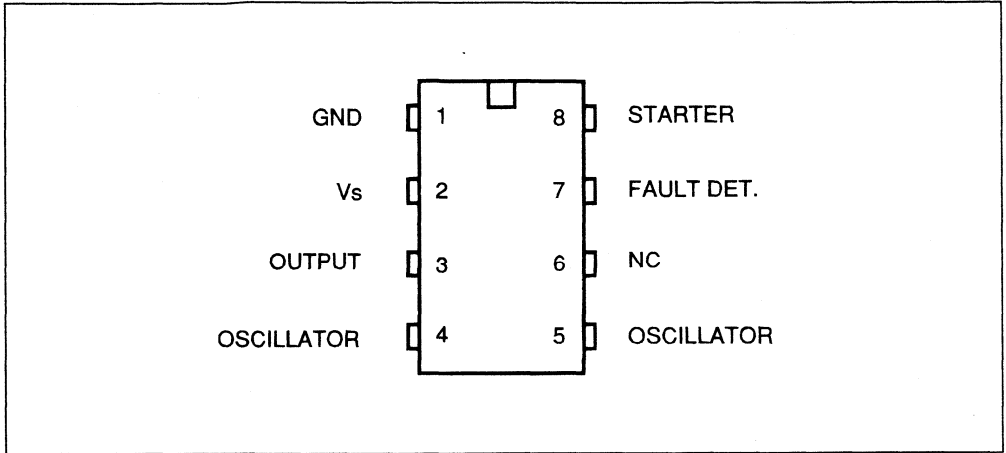 GND 1 8 STARTER
Vs 2 7 FAULT DET.
OUTPUT 3 6 NC
OSCILLATOR 4 5 OSCILLATOR